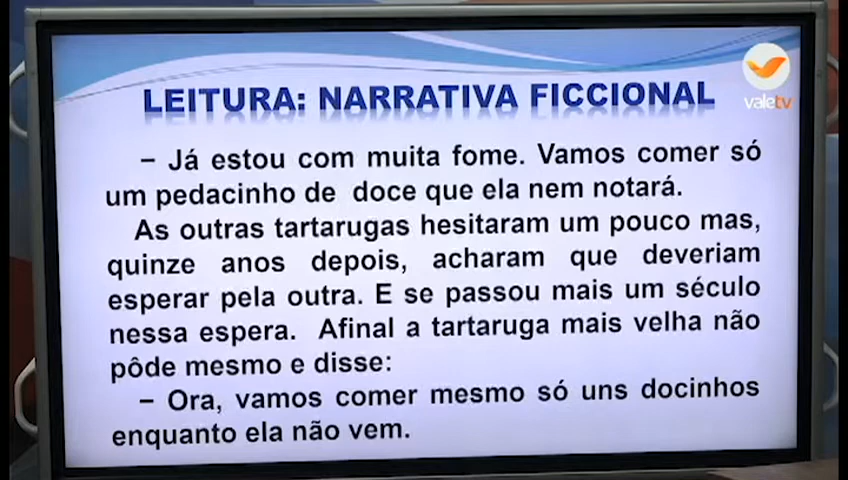 LEITURA: NARRATIVA FICCIONAL
valetv
– Já estou com muita fome. Vamos comer só
um pedacinho de doce que ela nem notará.
As outras tartarugas hesitaram um pouco mas,
quinze anos depois, acharam que deveriam
esperar pela outra. E se passou mais um século
nessa espera. Afinal a tartaruga mais velha não
pôde mesmo e disse:
– Ora, vamos comer mesmo só uns docinhos
enquanto ela não vem.